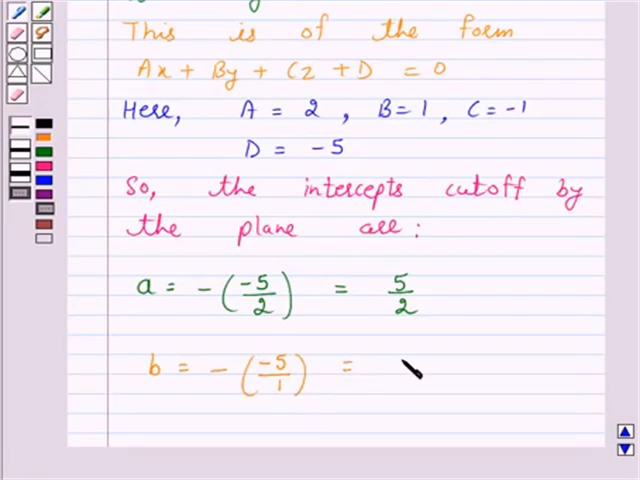 This is of the form
Ax + By + Cz + D = 0
Here, A = 2 , B = 1 , C = -1
D = -5
So, the intercepts cutoff by
the plane are :
a = -(-5/2) = 5/2
b = -(-5/1) =